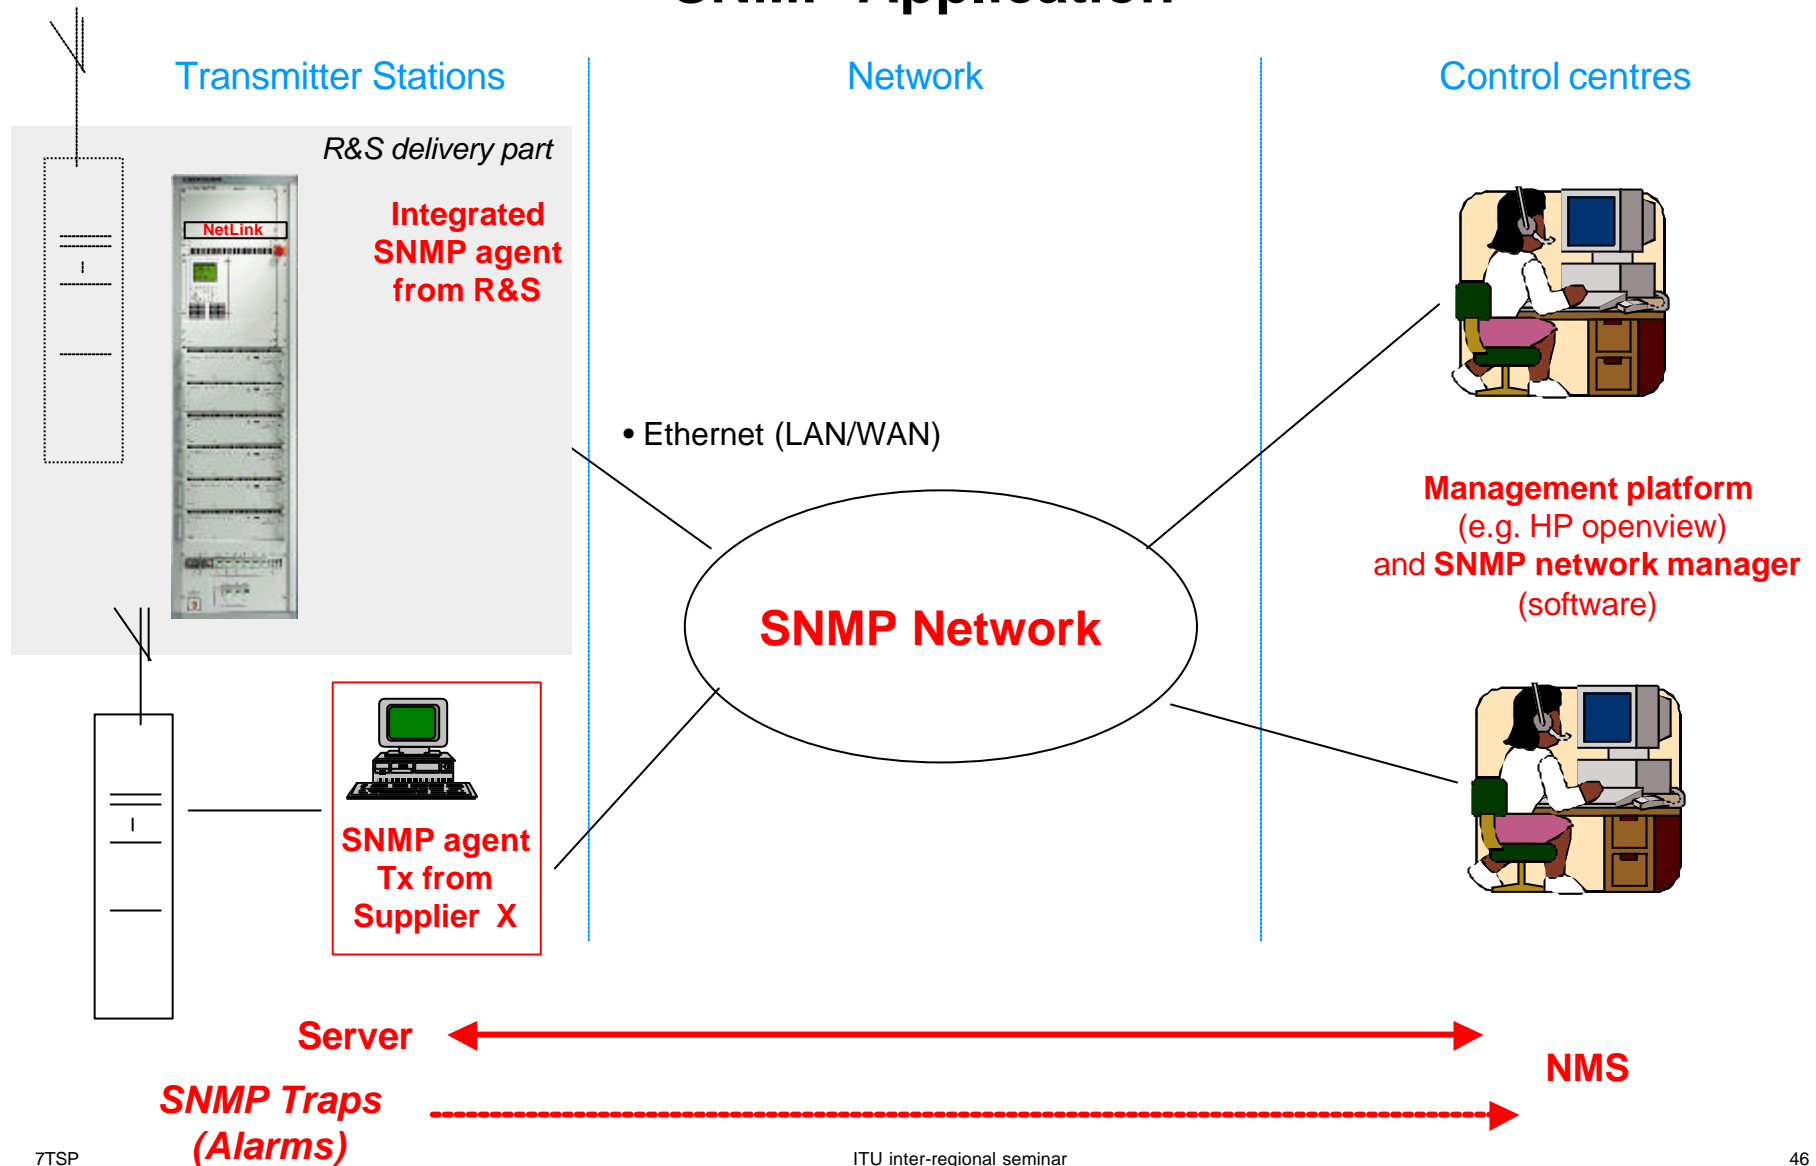 SNMP Application
Transmitter Stations
Network
Control centres
R&S delivery part
NetLink
Integrated
SNMP agent
from R&S
• Ethernet (LAN/WAN)
Management platform
(e.g. HP openview)
and SNMP network manager
(software)
SNMP Network
SNMP agent
Tx from
Supplier X
Server
NMS
SNMP Traps
(Alarms)
7TSP
ITU inter-regional seminar
46